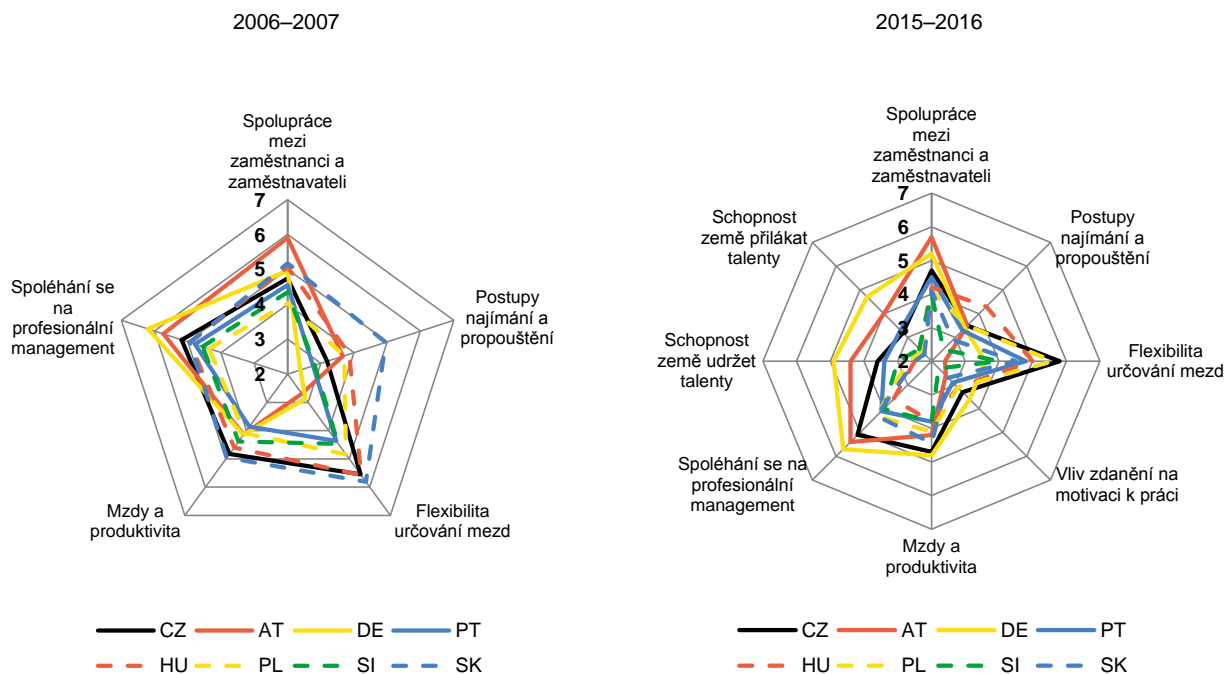 2006–2007
Spolupráce
mezi
zaměstnanci a
zaměstnavateli
7
6
5
4
3
2
Postupy
najímání a
propouštění
Flexibilita
určování mezd
Mzdy a
produktivita
Spoléhání se
na
profesionální
management
CZ AT DE PT
HU PL SI SK
2015–2016
Spolupráce
mezi
zaměstnanci a
zaměstnavateli
7
6
5
4
3
2
Postupy
najímání a
propouštění
Flexibilita
určování mezd
Vliv zdanění na
motivaci k práci
Mzdy a
produktivita
Spoléhání se na
profesionální
management
Schopnost
země udržet
talenty
Schopnost
země přilákat
talenty
CZ AT DE PT
HU PL SI SK